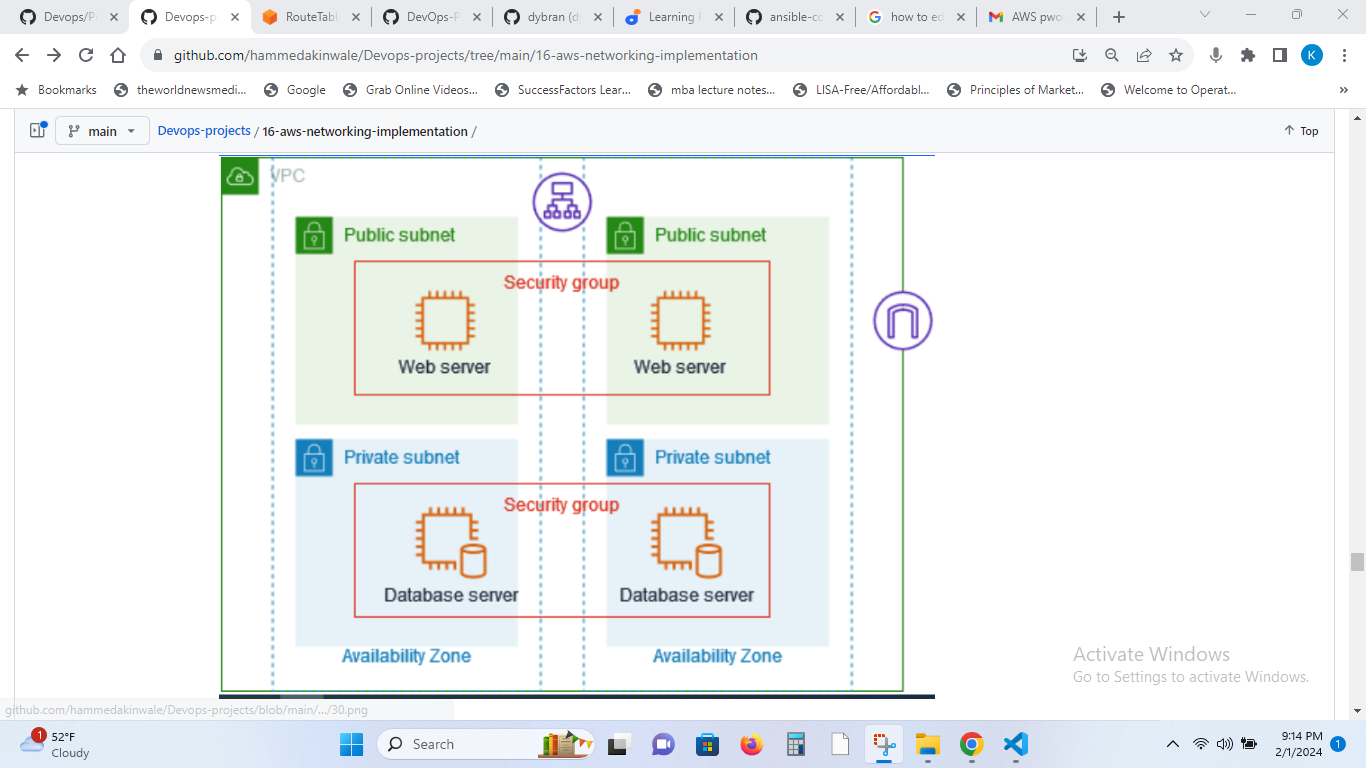 Devops/P
Devops-p
RouteTabl
DevOps-P
dybran (d
Learning
ansible-co
how to ed
AWS pwo
github.com/hammedakinwale/Devops-projects/tree/main/16-aws-networking-implementation
K
Bookmarks
theworldnewsmedi...
Google
Grab Online Videos...
SuccessFactors Lear...
mba lecture notes...
LISA-Free/Affordabl...
Principles of Market...
Welcome to Operat...
»
main
Devops-projects / 16-aws-networking-implementation /
Top
VPC
Public subnet
Public subnet
Security group
Web server
Web server
Private subnet
Private subnet
Security group
Database server
Database server
Availability Zone
Availability Zone
Activate Windows
Go to Settings to activate Windows.
github.com/hammedakinwale/Devops-projects/blob/main/.../30.png
1
52°F
Cloudy
Search
9:14 PM
2/1/2024
1